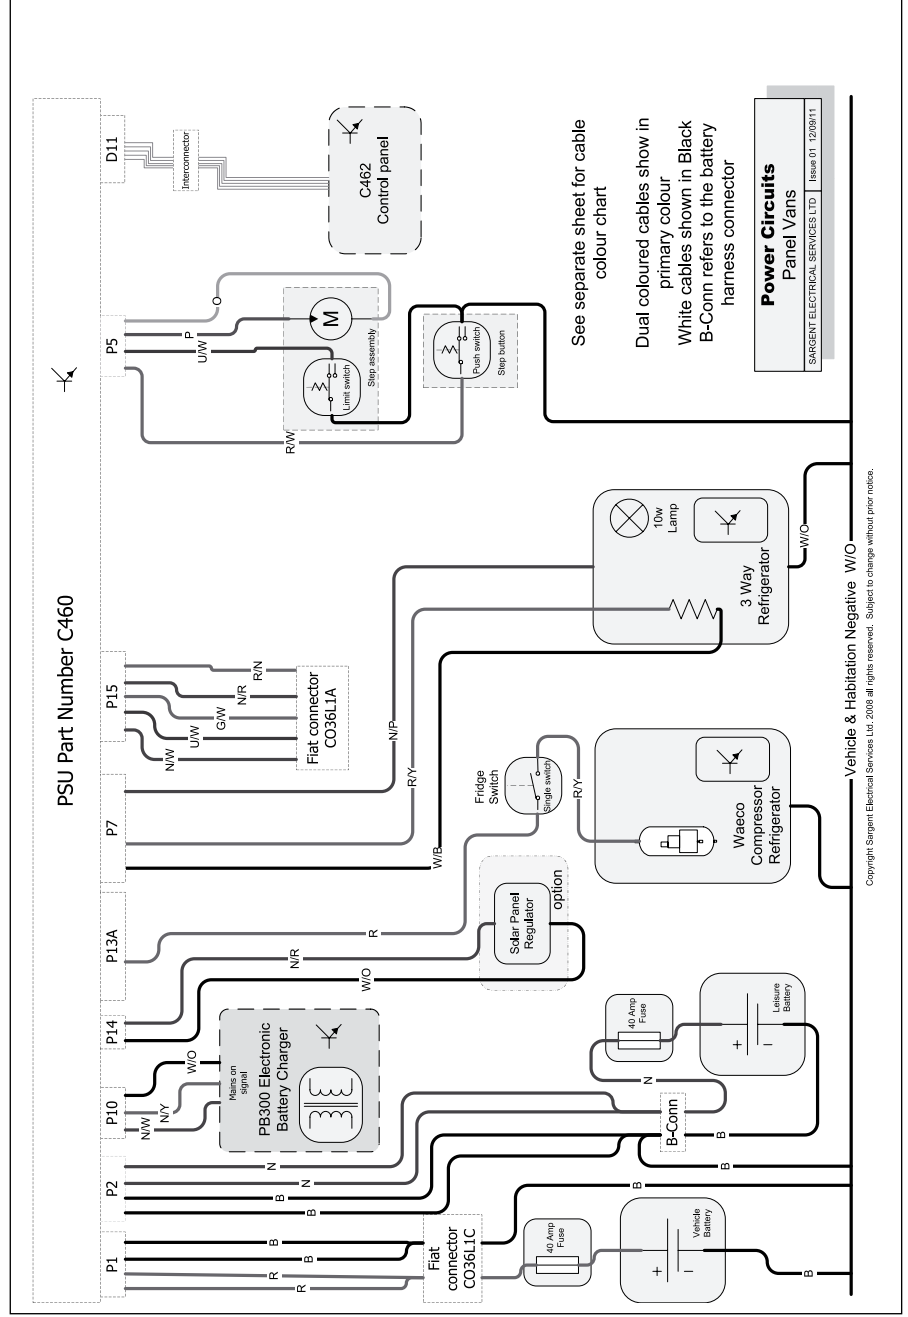 PSU Part Number C460
P1
P2
P10
P14
P13A
P7
P15
P5
D11
R
R
B
B
B
B
N
N
N/W
N/Y
W/O
Mains on
signal
PB300 Electronic
Battery Charger
W/O
N/R
R
W/B
R/Y
N/P
N/W
U/W
G/W
N/R
R/N
Fiat connector
CO36L1A
R/W
U/W
P
O
M
Limit switch
Step assembly
Push switch
Step button
Interconnector
C462
Control panel
Solar Panel
Regulator
option
Fridge
Switch
Single switch
R/Y
Waeco
Compressor
Refrigerator
10w
Lamp
3 Way
Refrigerator
W/O
Fiat
connector
CO36L1C
40 Amp
Fuse
+
–
Vehicle
Battery
B
B
B-Conn
N
B
B
40 Amp
Fuse
+
–
Leisure
Battery
See separate sheet for cable
colour chart
Dual coloured cables show in
primary colour
White cables shown in Black
B-Conn refers to the battery
harness connector
Power Circuits
Panel Vans
SARGENT ELECTRICAL SERVICES LTD
Issue 01 12/09/11
Vehicle & Habitation Negative W/O
Copyright Sargent Electrical Services Ltd. 2008 all rights reserved. Subject to change without prior notice.